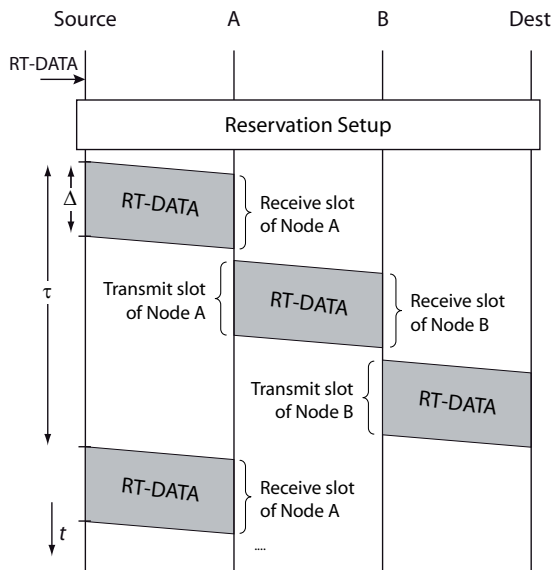 Source A B Dest
RT-DATA
Reservation Setup
RT-DATA
Δ
Receive slot
of Node A
τ
Transmit slot
of Node A
RT-DATA
Receive slot
of Node B
Transmit slot
of Node B
RT-DATA
RT-DATA
Receive slot
of Node A
t
....